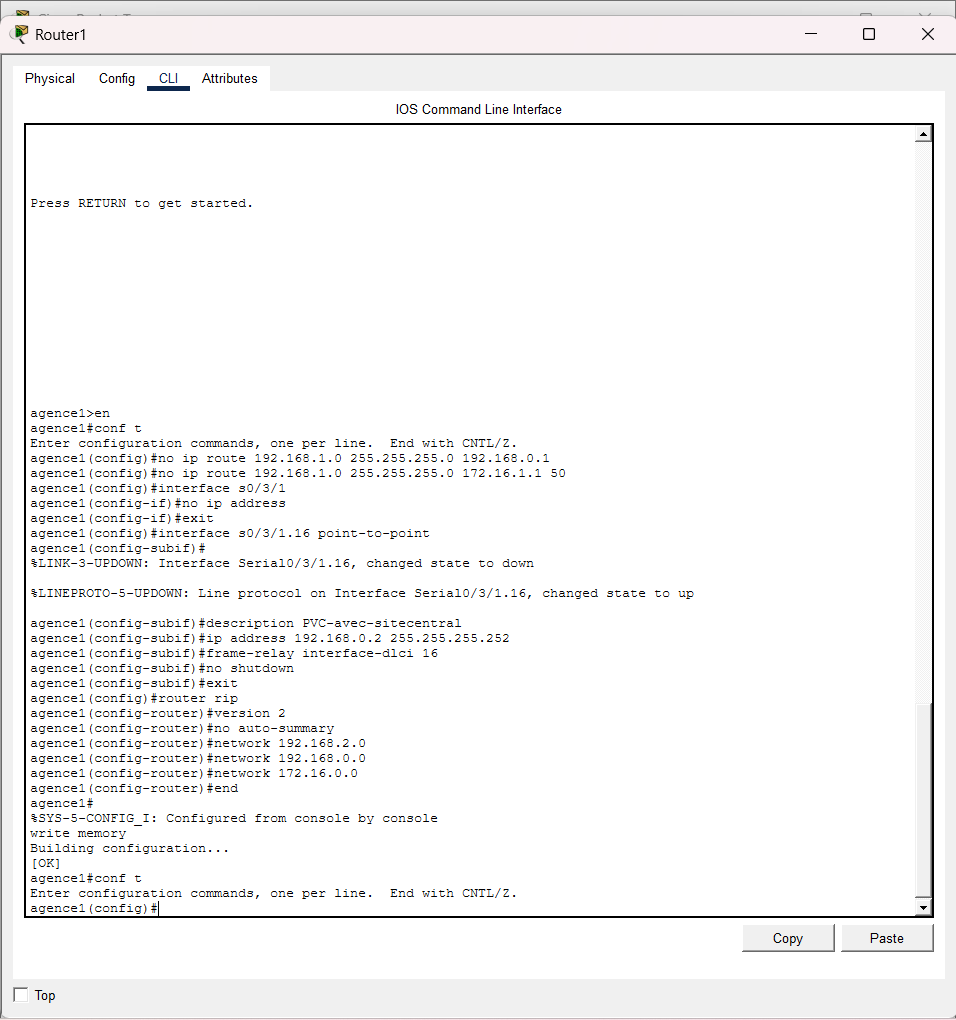 Router1
Physical Config CLI Attributes
IOS Command Line Interface
Press RETURN to get started.
agence1>en
agence1#conf t
Enter configuration commands, one per line.  End with CNTL/Z.
agence1(config)#no ip route 192.168.1.0 255.255.255.0 192.168.0.1
agence1(config)#no ip route 192.168.1.0 255.255.255.0 172.16.1.1 50
agence1(config)#interface s0/3/1
agence1(config-if)#no ip address
agence1(config-if)#exit
agence1(config)#interface s0/3/1.16 point-to-point
agence1(config-subif)#
%LINK-3-UPDOWN: Interface Serial0/3/1.16, changed state to down
%LINEPROTO-5-UPDOWN: Line protocol on Interface Serial0/3/1.16, changed state to up
agence1(config-subif)#description PVC-avec-sitecentral
agence1(config-subif)#ip address 192.168.0.2 255.255.255.252
agence1(config-subif)#frame-relay interface-dlci 16
agence1(config-subif)#no shutdown
agence1(config-subif)#exit
agence1(config)#router rip
agence1(config-router)#version 2
agence1(config-router)#no auto-summary
agence1(config-router)#network 192.168.2.0
agence1(config-router)#network 192.168.0.0
agence1(config-router)#network 172.16.0.0
agence1(config-router)#end
agence1#
%SYS-5-CONFIG_I: Configured from console by console
write memory
Building configuration...
[OK]
agence1#conf t
Enter configuration commands, one per line.  End with CNTL/Z.
agence1(config)#
Copy Paste
Top